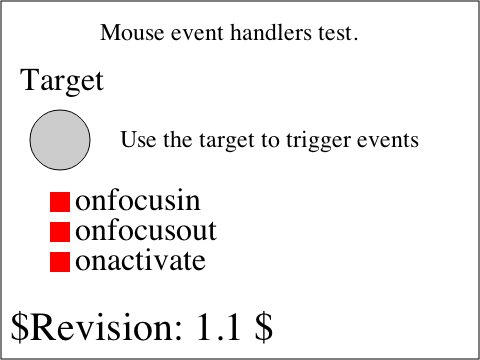 Mouse event handlers test.
Target
Use the target to trigger events
onfocusin
onfocusout
onactivate
$Revision: 1.1 $